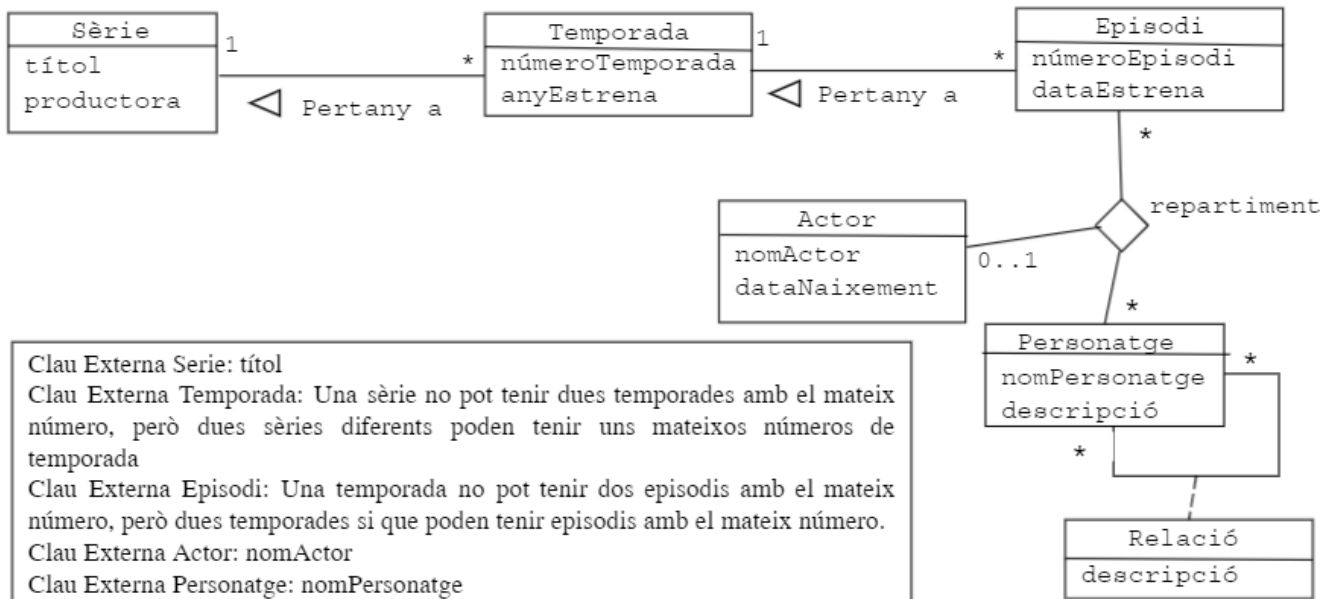 Sèrie
títol
productora
1
*
Pertany a
Temporada
númeroTemporada
anyEstrena
1
*
Pertany a
Episodi
númeroEpisodi
dataEstrena
*
repartiment
Actor
nomActor
dataNaixement
0..1
*
Personatge
nomPersonatge
descripció
*
*
Relació
descripció
Clau Externa Serie: títol
Clau Externa Temporada: Una sèrie no pot tenir dues temporades amb el mateix
número, però dues sèries diferents poden tenir uns mateixos números de
temporada
Clau Externa Episodi: Una temporada no pot tenir dos episodis amb el mateix
número, però dues temporades si que poden tenir episodis amb el mateix número.
Clau Externa Actor: nomActor
Clau Externa Personatge: nomPersonatge